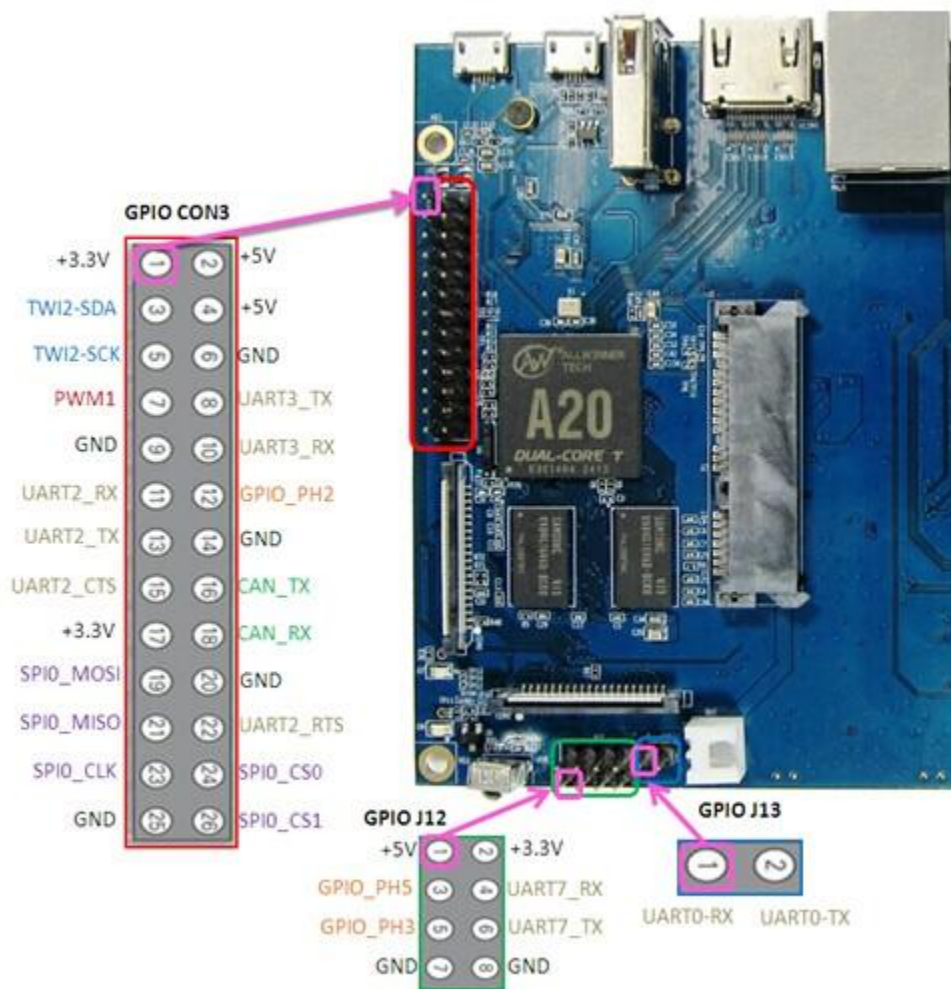 GPIO CON3
+3.3V 1 2 +5V
TWI2-SDA 3 4 +5V
TWI2-SCK 5 6 GND
PWM1 7 8 UART3_TX
GND 9 10 UART3_RX
UART2_RX 11 12 GPIO_PH2
UART2_TX 13 14 GND
UART2_CTS 15 16 CAN_TX
+3.3V 17 18 CAN_RX
SPI0_MOSI 19 20 GND
SPI0_MISO 21 22 UART2_RTS
SPI0_CLK 23 24 SPI0_CS0
GND 25 26 SPI0_CS1
ALLWINNER
TECH
A20
DUAL-CORE
GPIO J12
+5V 1 2 +3.3V
GPIO_PH5 3 4 UART7_RX
GPIO_PH3 5 6 UART7_TX
GND 7 8 GND
GPIO J13
1 2
UART0-RX UART0-TX